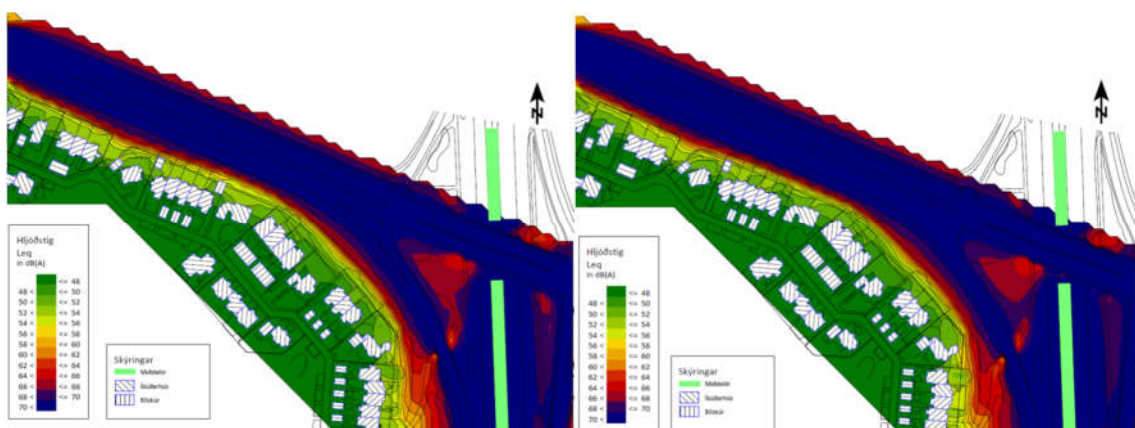 N
N
Hljóðstig
Leq
in dB(A)
<= 48
48 < <= 50
50 < <= 52
52 < <= 54
54 < <= 56
56 < <= 58
58 < <= 60
60 < <= 62
62 < <= 64
64 < <= 66
66 < <= 68
68 < <= 70
70 <
Skýringar
Íbúðarhús
Bílskúr
Hljóðstig
Leq
in dB(A)
<= 48
48 < <= 50
50 < <= 52
52 < <= 54
54 < <= 56
56 < <= 58
58 < <= 60
60 < <= 62
62 < <= 64
64 < <= 66
66 < <= 68
68 < <= 70
70 <
Skýringar
Íbúðarhús
Bílskúr